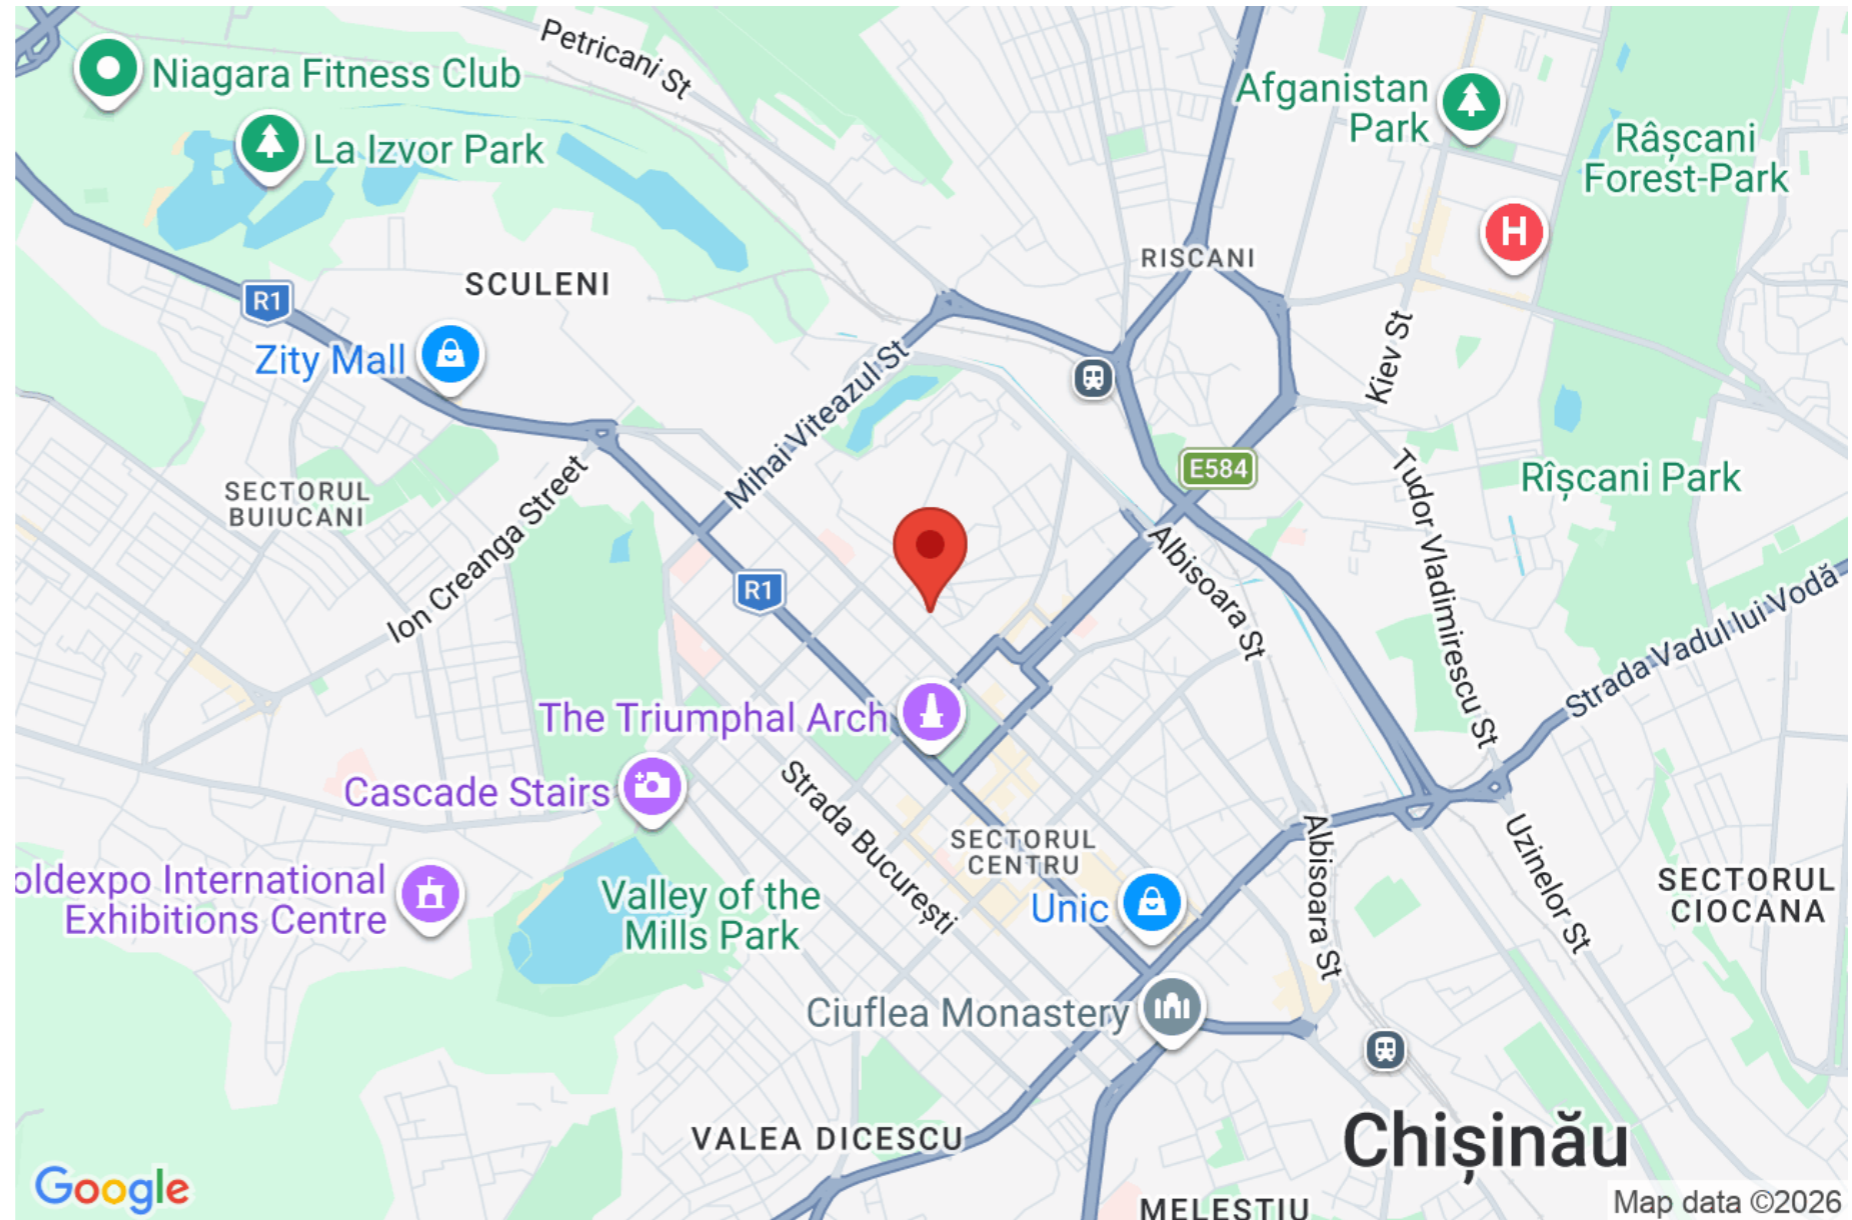 Petricani St
Niagara Fitness Club
La Izvor Park
Afganistan
Park
Râșcani
Forest-Park
H
RISCANI
SCULENI
R1
Zity Mall
Kiev St
Mihai Viteazul St
E584
Rîșcani Park
SECTORUL
BUIUCANI
Ion Creanga Street
Tudor Vladimirescu St
Albisoara St
R1
Strada Vadul lui Vodă
The Triumphal Arch
Cascade Stairs
Strada București
SECTORUL
CENTRU
Albisoara St
Uzinelor St
oldexpo International
Exhibitions Centre
Valley of the
Mills Park
Unic
SECTORUL
CIOCANA
Ciuflea Monastery
VALEA DICESCU
Chișinău
Google
MELESTIU
Map data ©2026